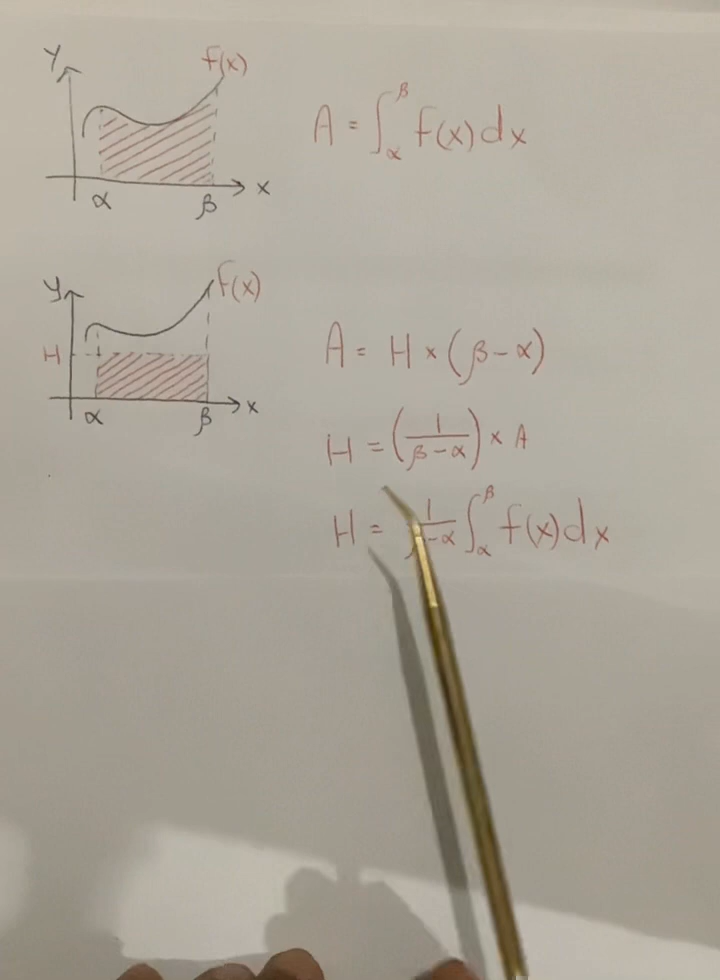 Y
f(x)
A = ∫_α^β f(x) dx
α β x
Y
f(x)
H
A = H × (β − α)
α β x
H = (1/(β − α)) × A
H = 1/(β − α) ∫_α^β f(x) dx